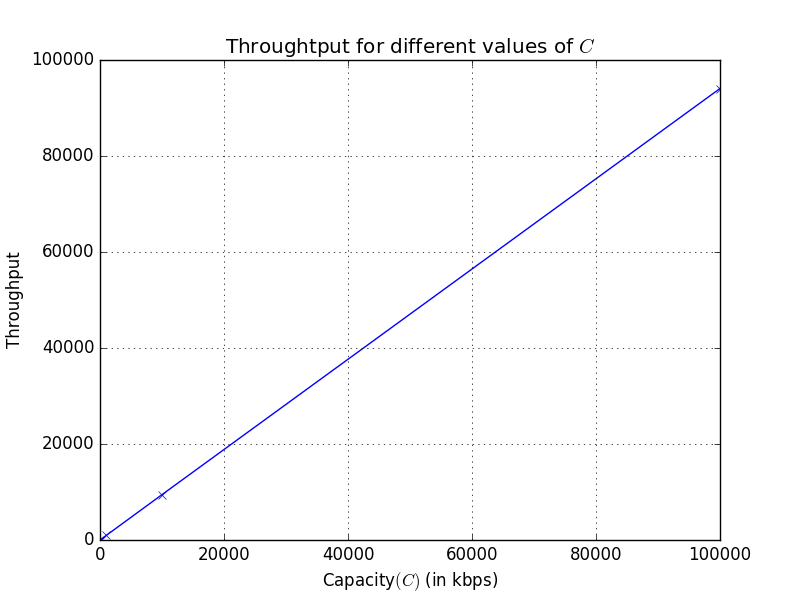 Throughtput for different values of C
100000
80000
60000
40000
20000
0
Throughput
0 20000 40000 60000 80000 100000
Capacity(C) (in kbps)